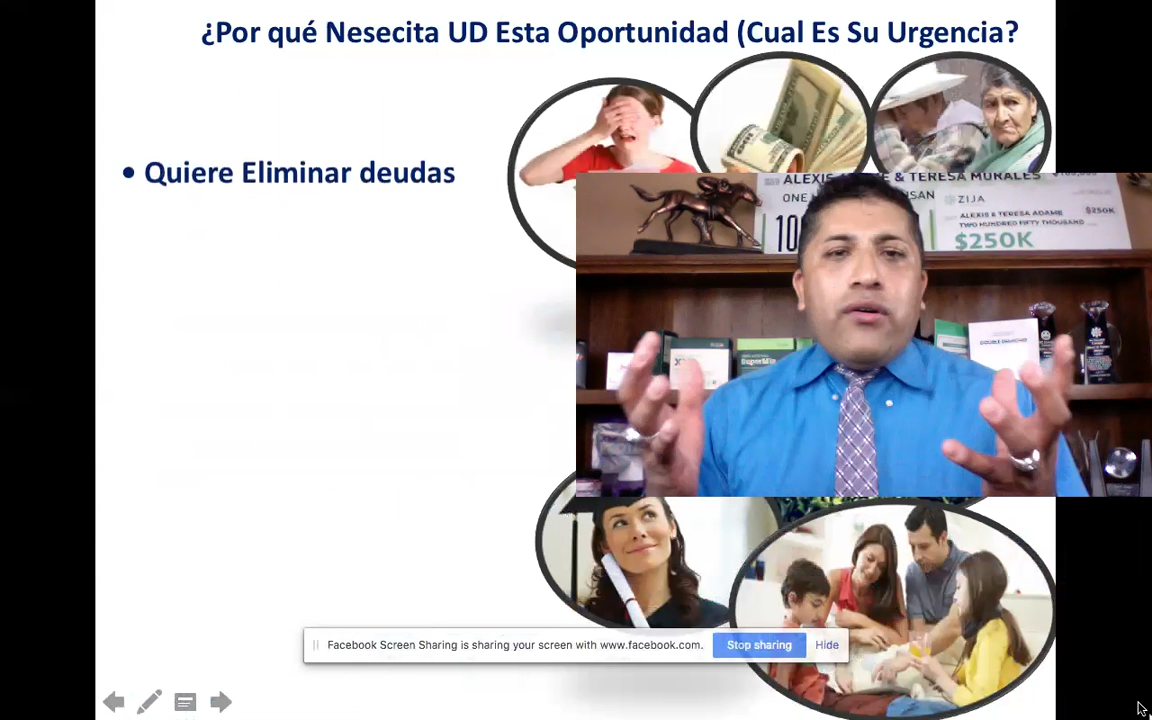 ¿Por qué Nesecita UD Esta Oportunidad (Cual Es Su Urgencia?
• Quiere Eliminar deudas
ALEXIS & TERESA MORALES
ONE
ZIJA
ALEXIS & TERESA ADAME
$250K
TWO HUNDRED FIFTY THOUSAND
$250K
DOUBLE DIAMOND
SuperMix
Facebook Screen Sharing is sharing your screen with www.facebook.com.
Stop sharing
Hide